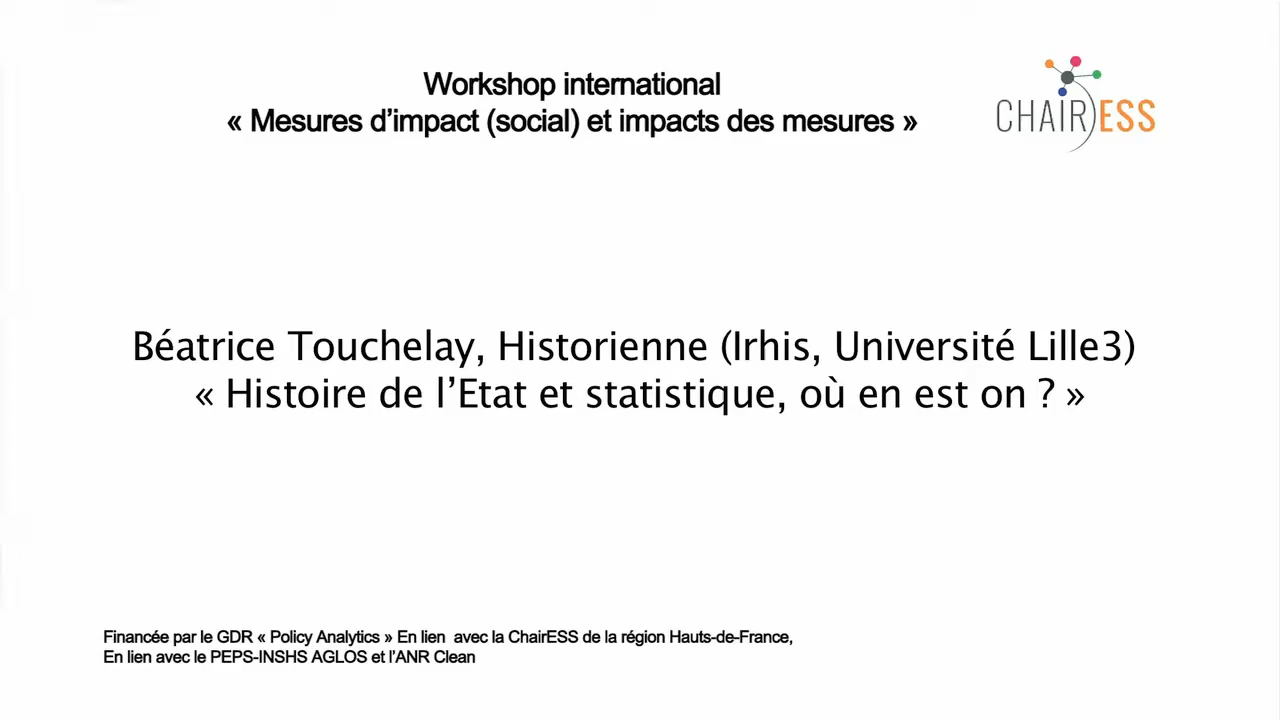 Workshop international
« Mesures d’impact (social) et impacts des mesures »
CHAIR)ESS
Béatrice Touchelay, Historienne (Irhis, Université Lille3)
« Histoire de l’Etat et statistique, où en est on ? »
Financée par le GDR « Policy Analytics » En lien avec la ChairESS de la région Hauts-de-France,
En lien avec le PEPS-INSHS AGLOS et l’ANR Clean